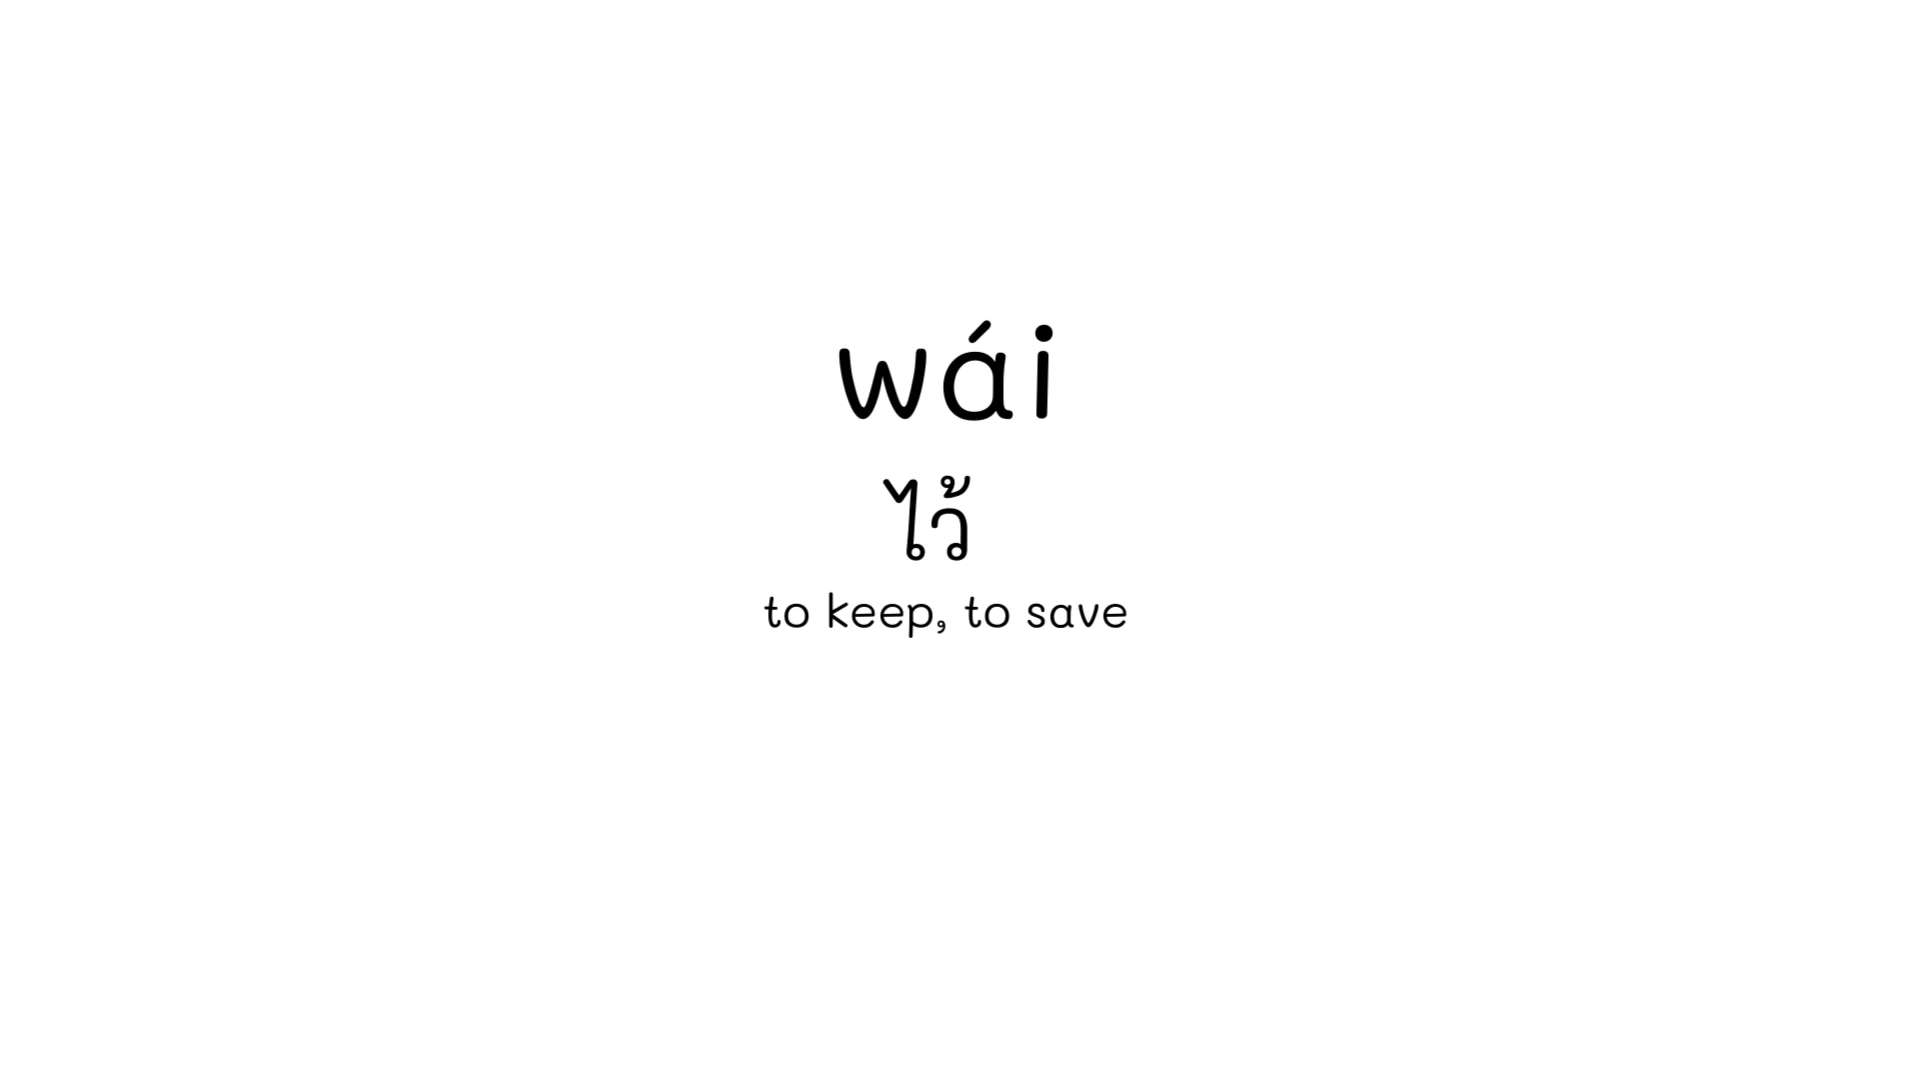 wái
ไว้
to keep, to save